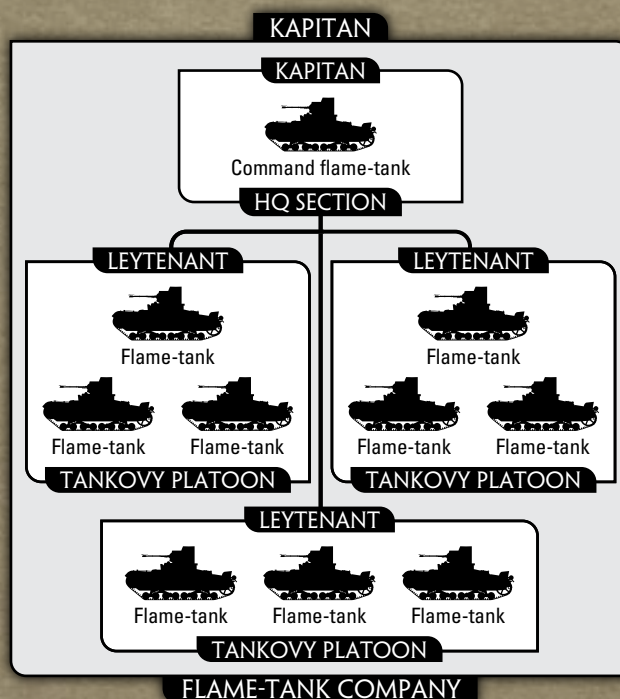 KAPITAN
KAPITAN
Command flame-tank
HQ SECTION
LEYTENANT
Flame-tank
Flame-tank Flame-tank
TANKOVY PLATOON
LEYTENANT
Flame-tank
Flame-tank Flame-tank
TANKOVY PLATOON
LEYTENANT
Flame-tank Flame-tank Flame-tank
TANKOVY PLATOON
FLAME-TANK COMPANY